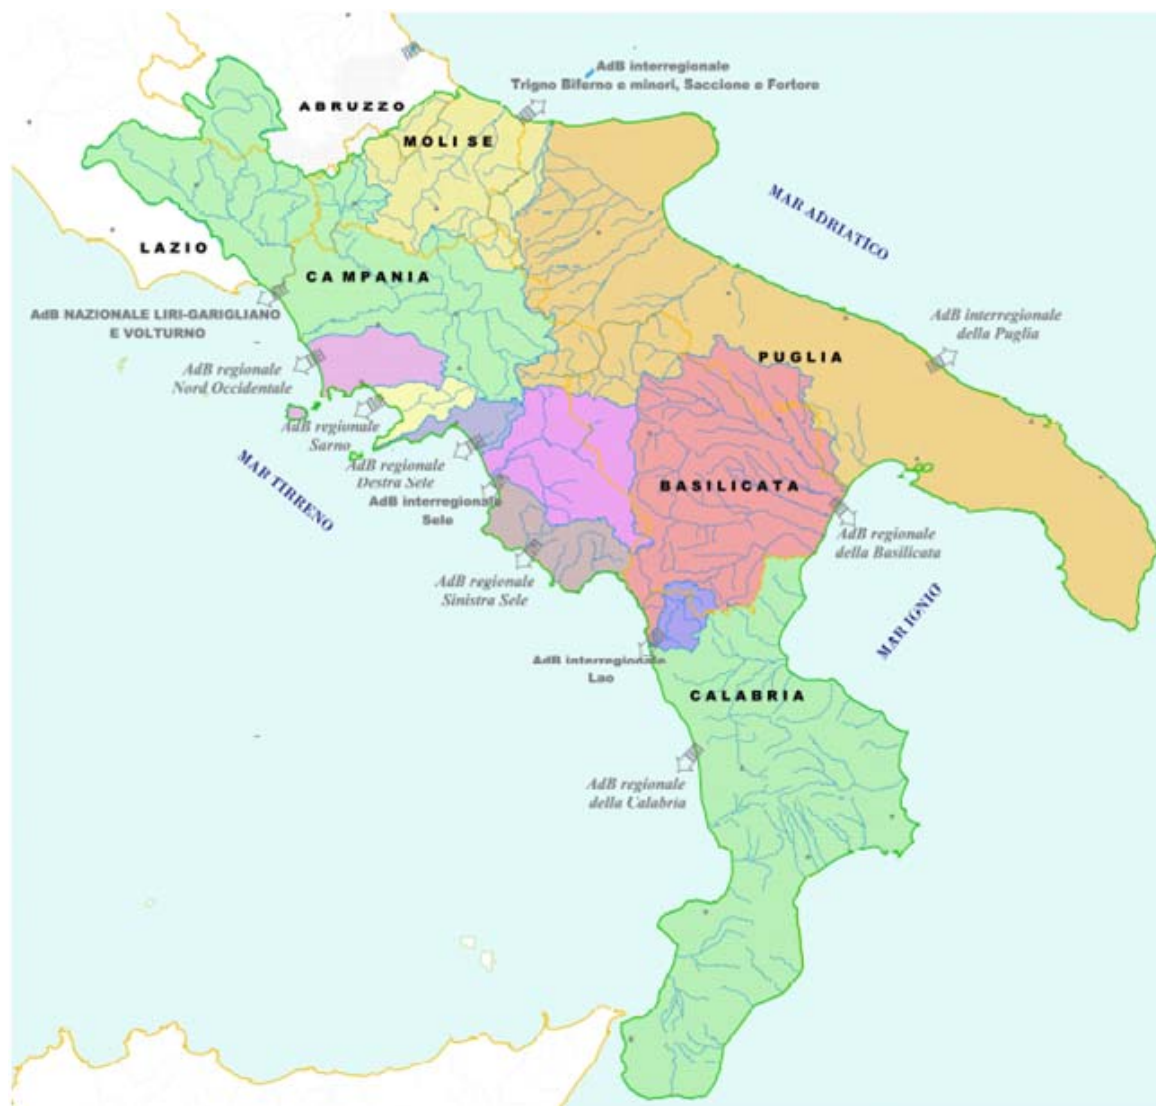 AdB interregionale
Trigno Biferno e minori, Saccione e Fortore
ABRUZZO
MOLISE
MAR ADRIATICO
LAZIO
CAMPANIA
AdB NAZIONALE LIRI-GARIGLIANO
E VOLTURNO
AdB interregionale
della Puglia
PUGLIA
AdB regionale
Nord Occidentale
AdB regionale
Sarno
MAR TIRRENO
AdB regionale
Destra Sete
AdB interregionale
Sele
BASILICATA
AdB regionale
della Basilicata
AdB regionale
Sinistra Sele
MAR IGNIO
AdB interregionale
Lao
CALABRIA
AdB regionale
della Calabria